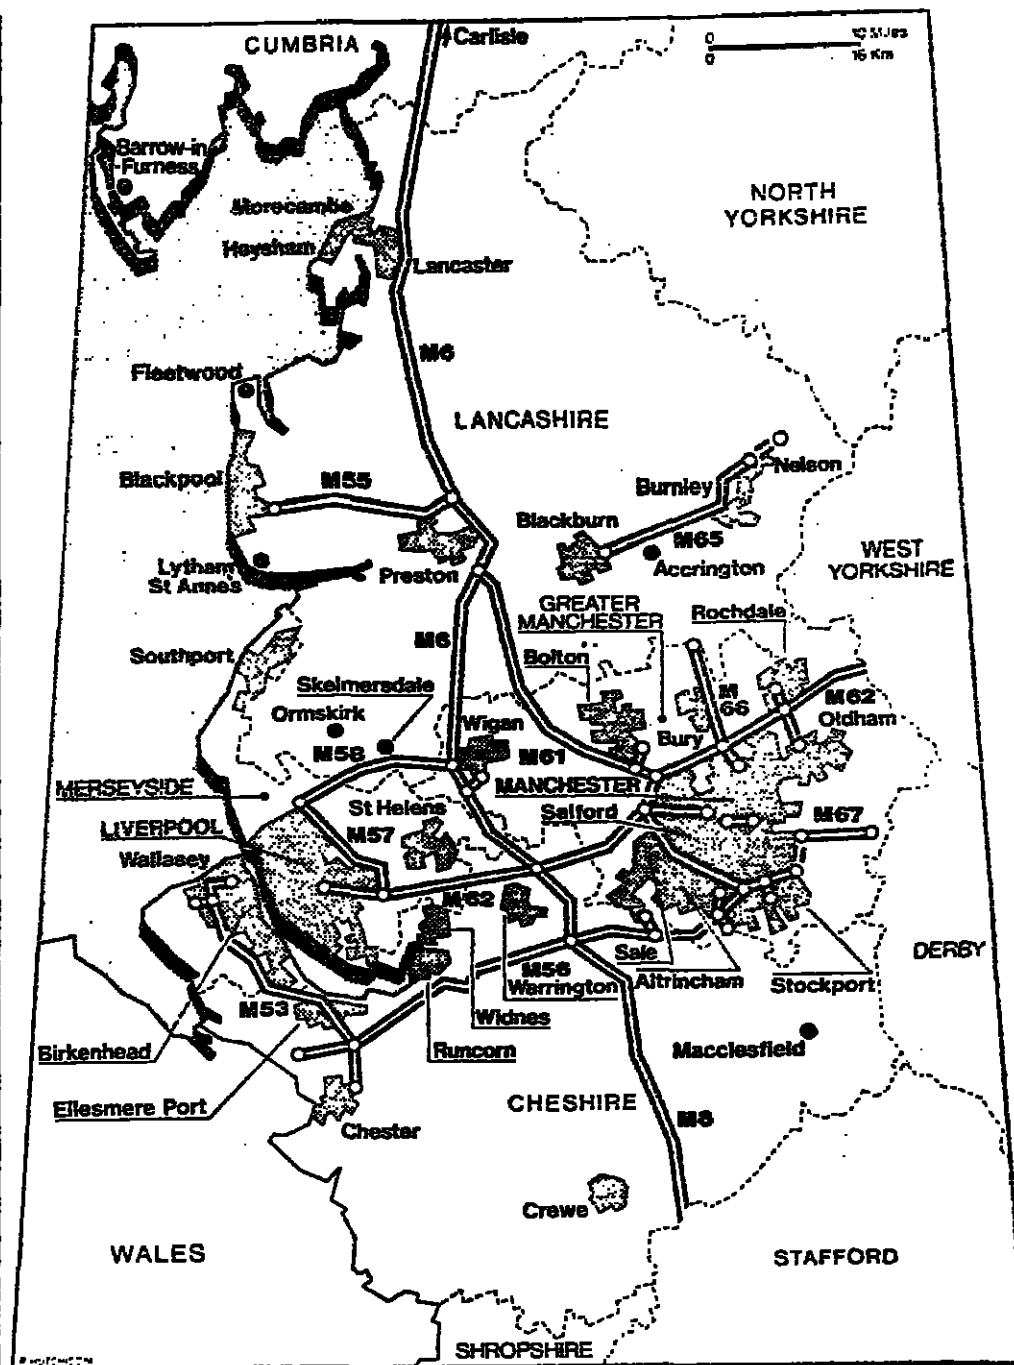 CUMBRIA
Carlisle
0
10 Miles
0
16 Km
Barrow-in
-Furness
NORTH
YORKSHIRE
Morecambe
Heysham
Lancaster
M6
Fleetwood
LANCASHIRE
Blackpool
M55
Nelson
Burnley
Blackburn
M65
Accrington
WEST
YORKSHIRE
Lytham
St Annes
Preston
GREATER
MANCHESTER
Rochdale
M6
Bolton
Southport
Skelmersdale
Ormskirk
Wigan
M
66
M62
Oldham
Bury
M58
M61
MERSEYSIDE
MANCHESTER
St Helens
Salford
M67
LIVERPOOL
M57
Wallasey
M62
Sale
DERBY
M56
Warrington
Altrincham
Stockport
M53
Widnes
Birkenhead
Runcorn
Macclesfield
Ellesmere Port
CHESHIRE
M6
Chester
Crewe
WALES
STAFFORD
SHROPSHIRE